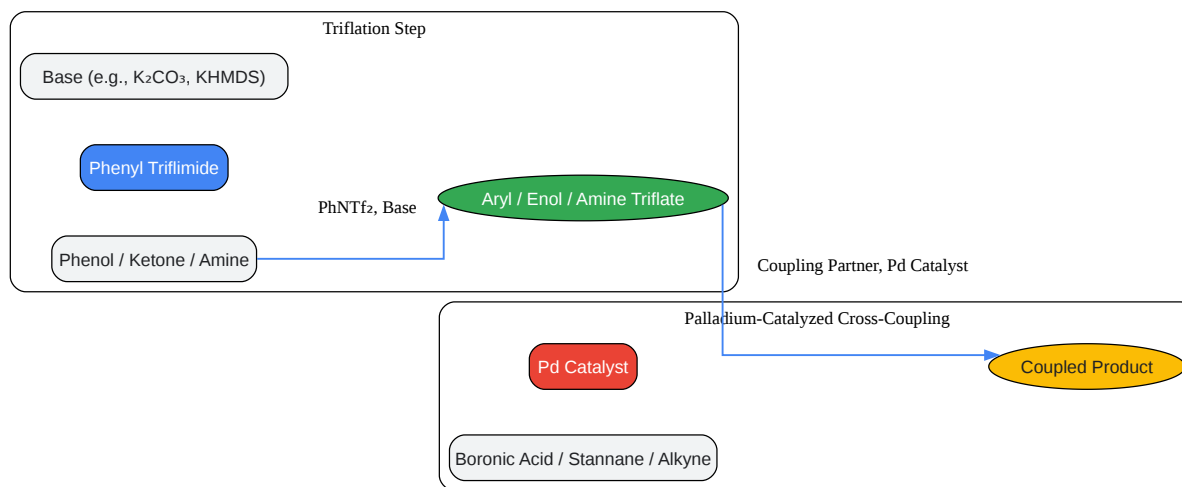 Triflation Step
Base (e.g., K₂CO₃, KHMDS)
Phenyl Triflimide
PhNTf₂, Base
Aryl / Enol / Amine Triflate
Phenol / Ketone / Amine
Coupling Partner, Pd Catalyst
Palladium-Catalyzed Cross-Coupling
Pd Catalyst
Coupled Product
Boronic Acid / Stannane / Alkyne